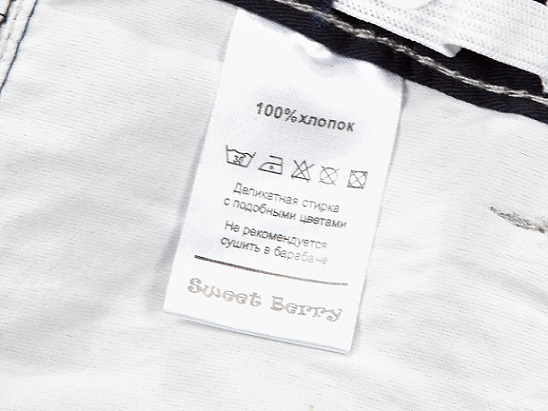 100%хлопок
30
Деликатная стирка
с подобными цветами
Не рекомендуется
сушить в барабане
Sweet Berry